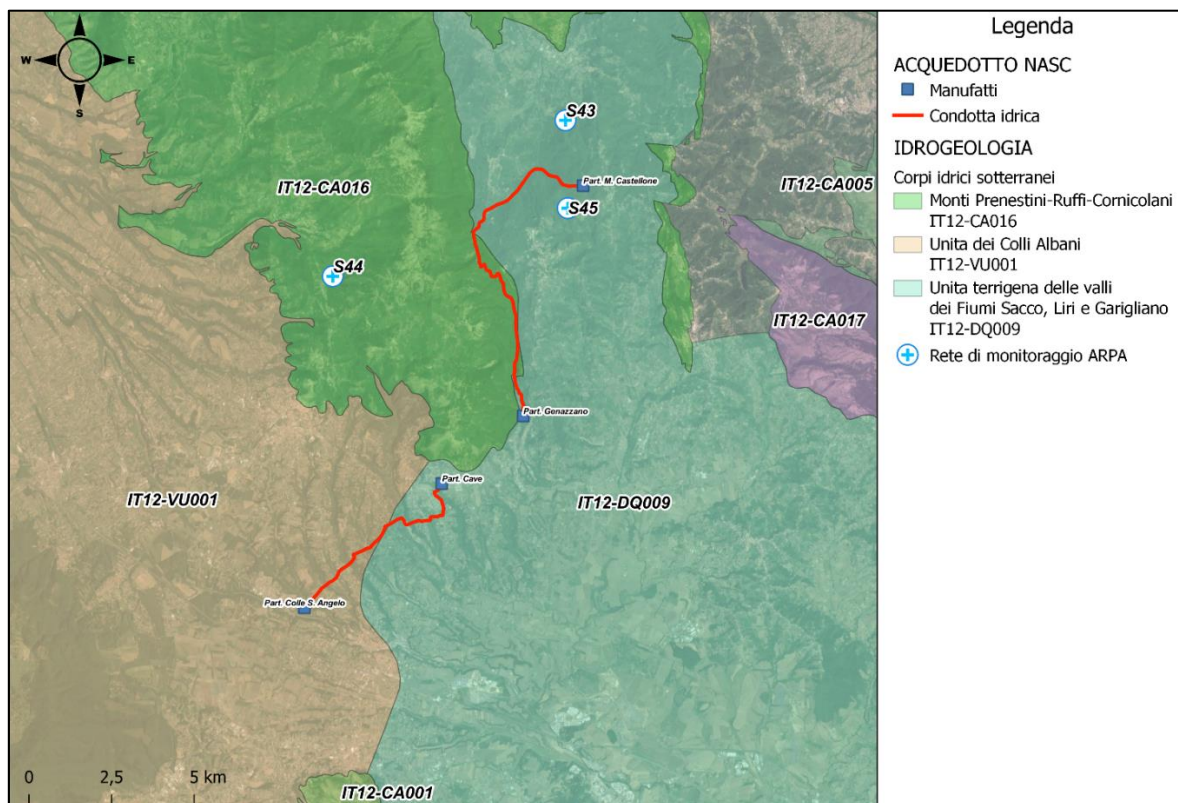 N
W
E
S
S43
IT12-CA016
Part. M. Castellone
IT12-CA005
S45
S44
IT12-CA017
Part. Genazzano
Part. Cave
IT12-VU001
IT12-DQ009
Part. Colle S. Angelo
0 2,5 5 km
IT12-CA001
Legenda
ACQUEDOTTO NASC
Manufatti
Condotta idrica
IDROGEOLOGIA
Corpi idrici sotterranei
Monti Prenestini-Ruffi-Cornicolani
IT12-CA016
Unita dei Colli Albani
IT12-VU001
Unita terrigena delle valli
dei Fiumi Sacco, Liri e Garigliano
IT12-DQ009
Rete di monitoraggio ARPA